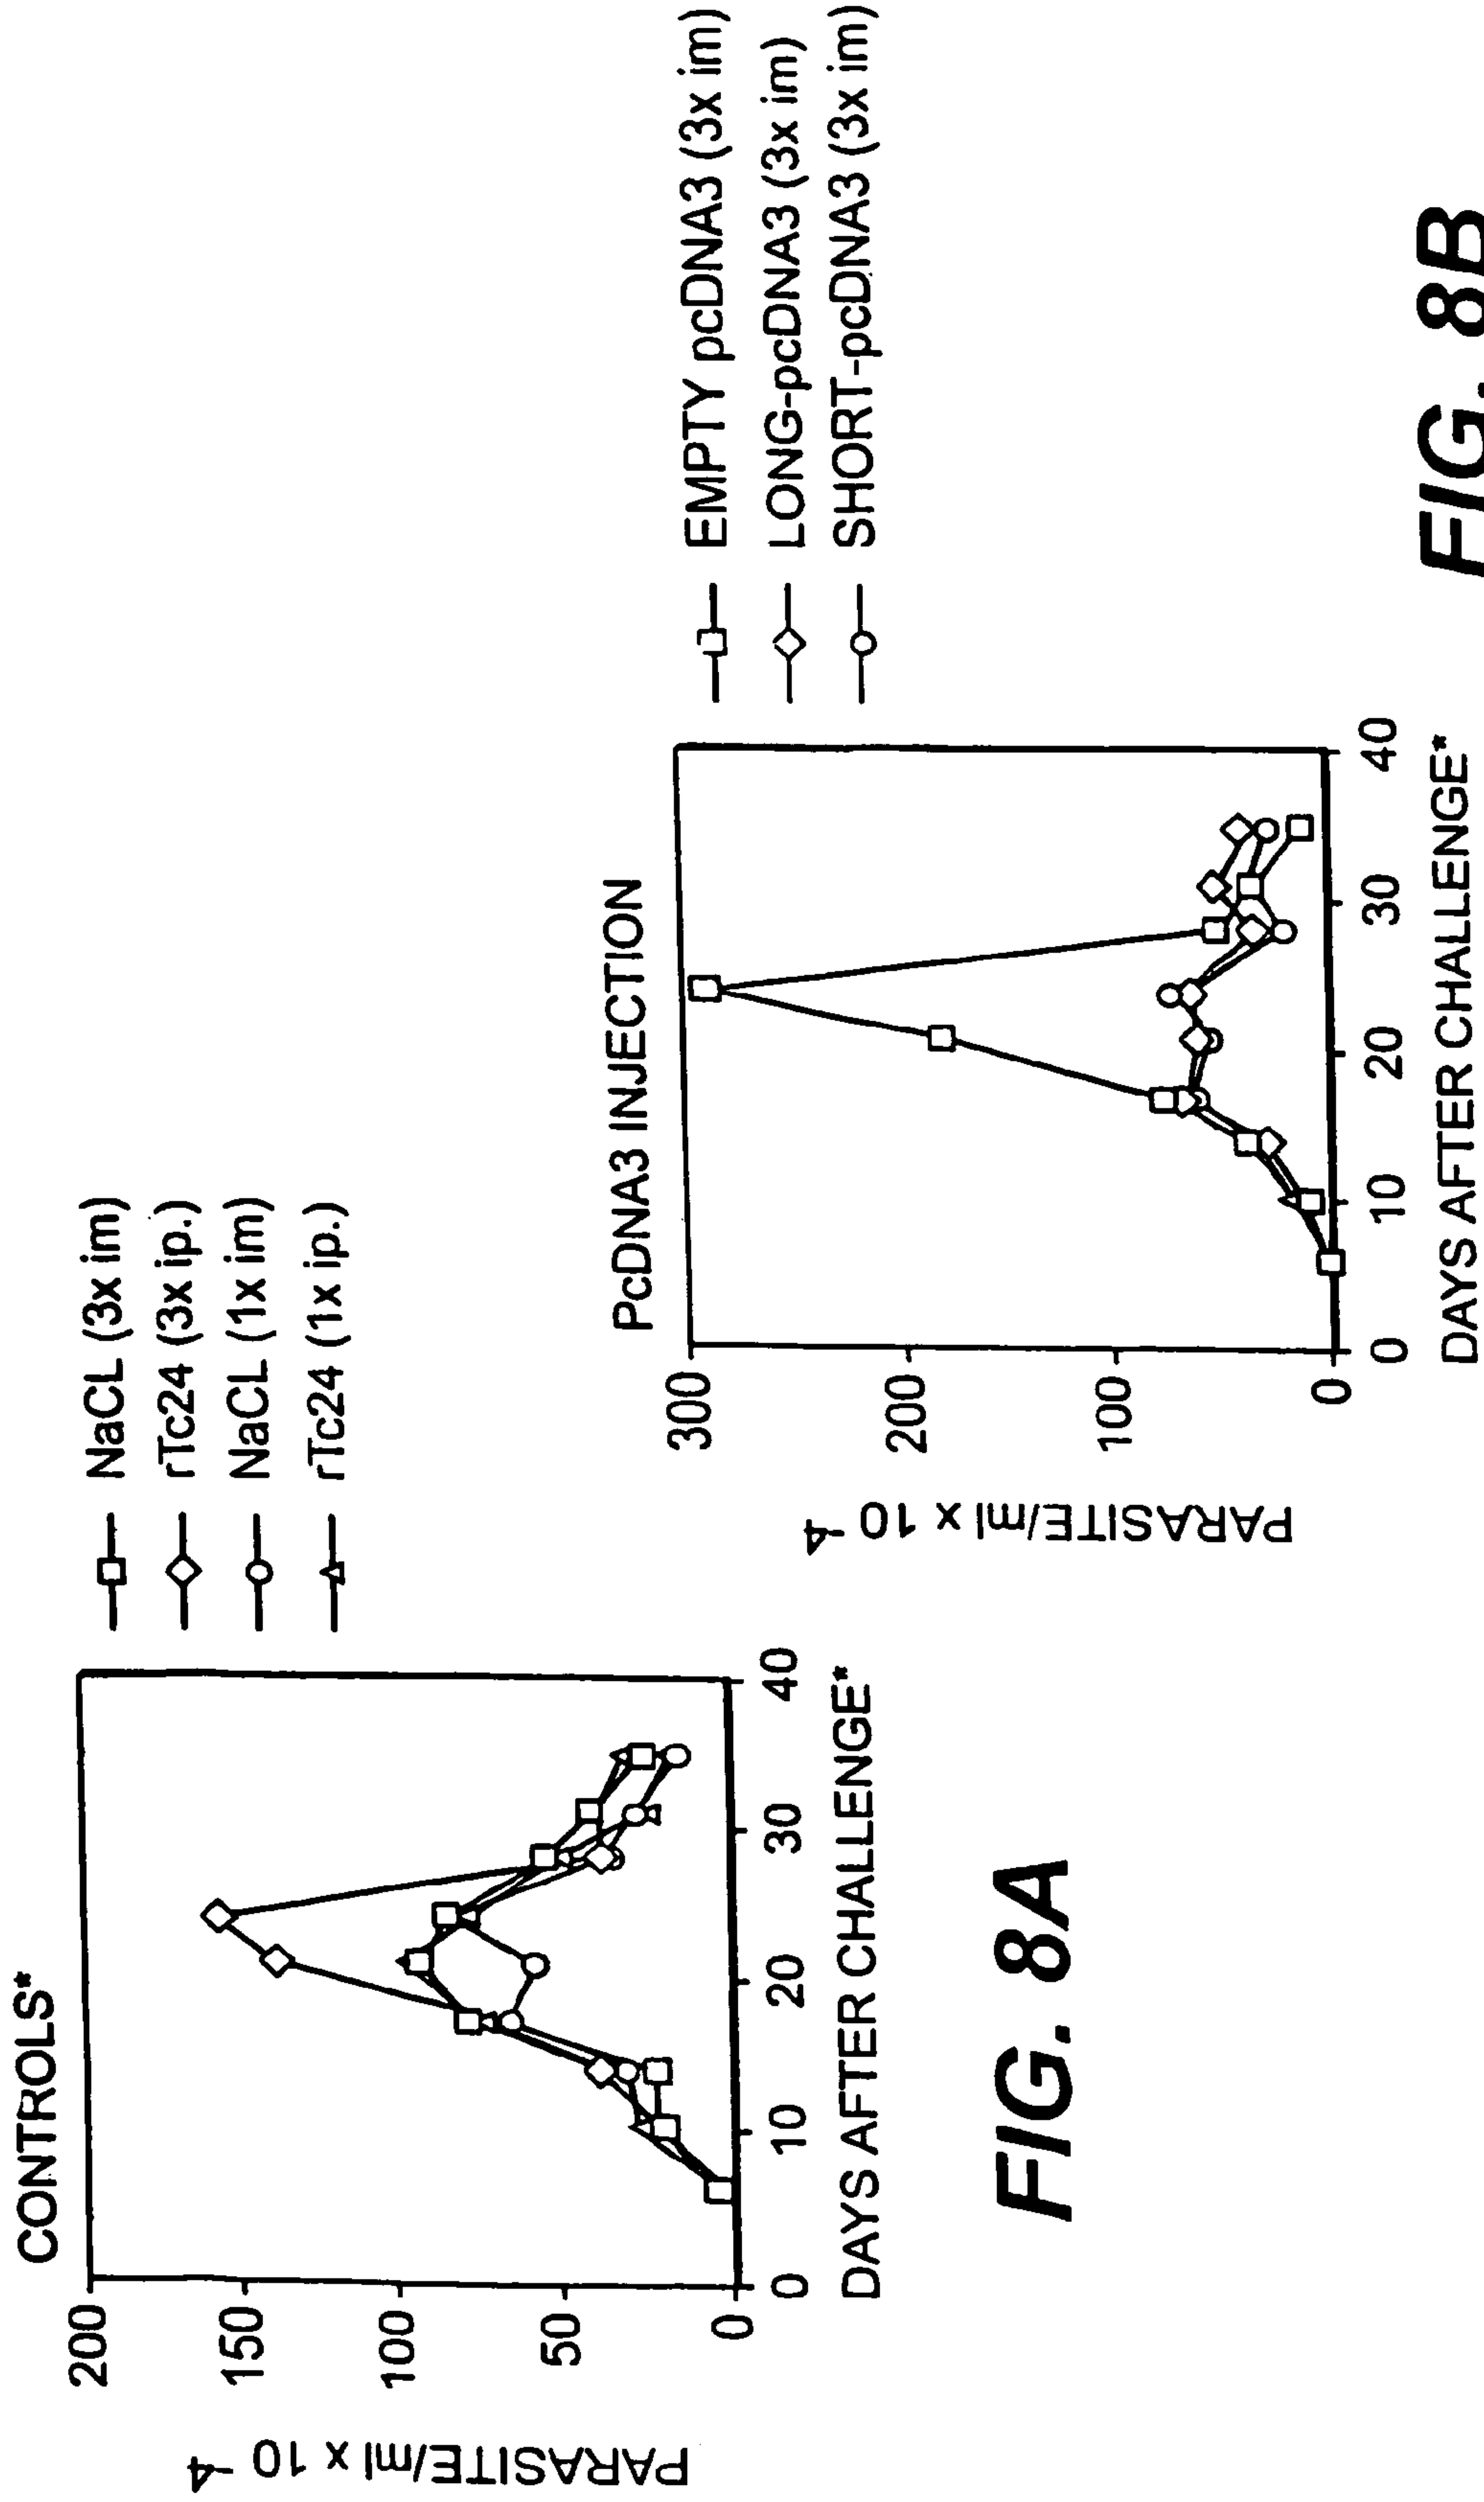 CONTROLS*
PARASITE/ml x 10 4
200
150
100
50
0
0 10 20 30 40
DAYS AFTER CHALLENGE*
NaCL (3x im)
rTc24 (3x ip.)
NaCL (1x im)
rTc24 (1x ip.)
FIG. 8A
PcDNA3 INJECTION
PARASITE/ml x 10 4
300
200
100
0
0 10 20 30 40
DAYS AFTER CHALLENGE*
EMPTY pcDNA3 (3x im)
LONG-pcDNA3 (3x im)
SHORT-pcDNA3 (3x im)
FIG. 8B